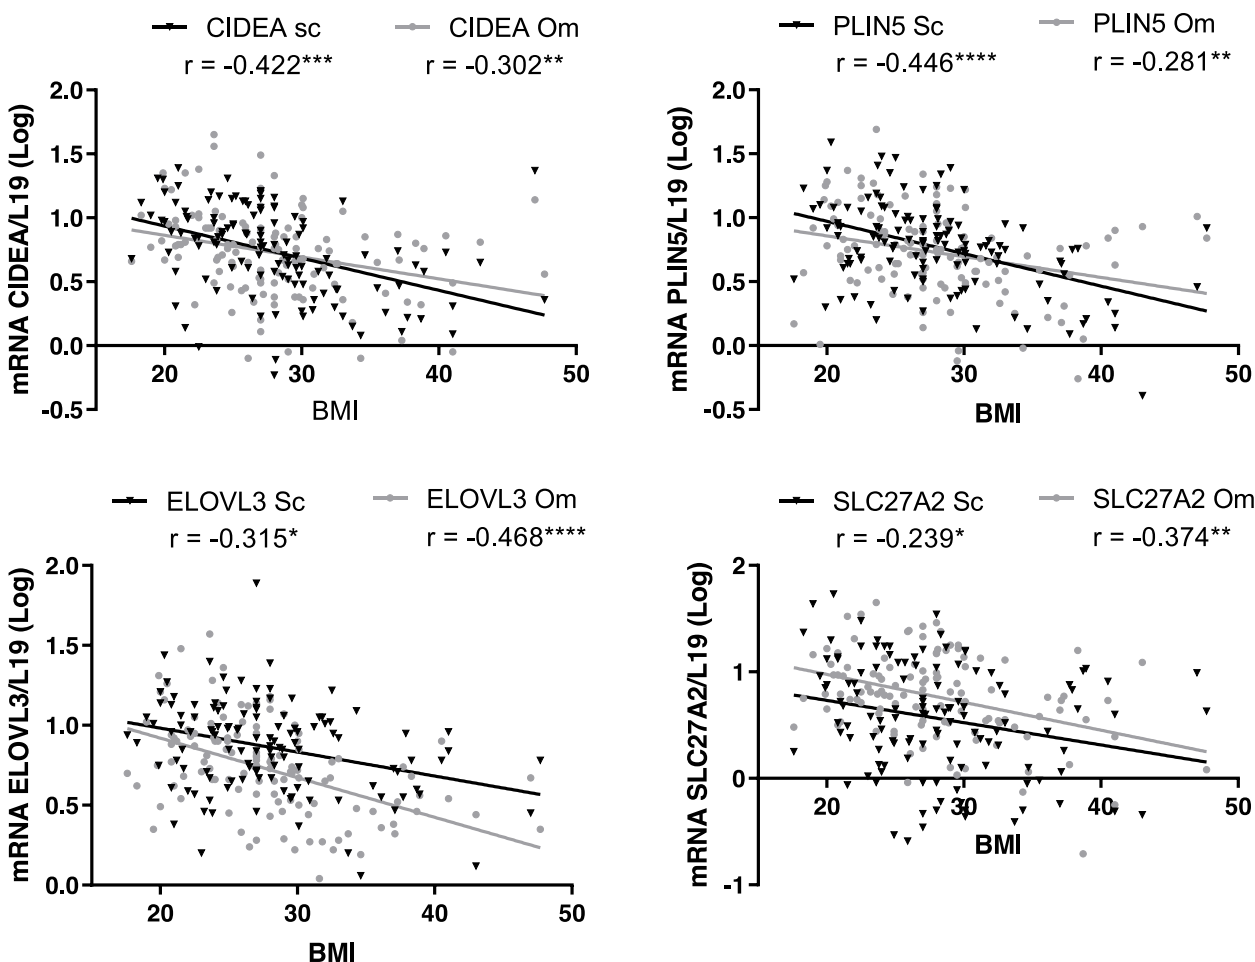 CIDEA sc CIDEA Om
r = -0.422*** r = -0.302**
mRNA CIDEA/L19 (Log)
2.0
1.5
1.0
0.5
0.0
-0.5
20 30 40 50
BMI
PLIN5 Sc PLIN5 Om
r = -0.446**** r = -0.281**
mRNA PLIN5/L19 (Log)
2.0
1.5
1.0
0.5
0.0
-0.5
20 30 40 50
BMI
ELOVL3 Sc ELOVL3 Om
r = -0.315* r = -0.468****
mRNA ELOVL3/L19 (Log)
2.0
1.5
1.0
0.5
0.0
20 30 40 50
BMI
SLC27A2 Sc SLC27A2 Om
r = -0.239* r = -0.374**
mRNA SLC27A2/L19 (Log)
2
1
0
-1
20 30 40 50
BMI